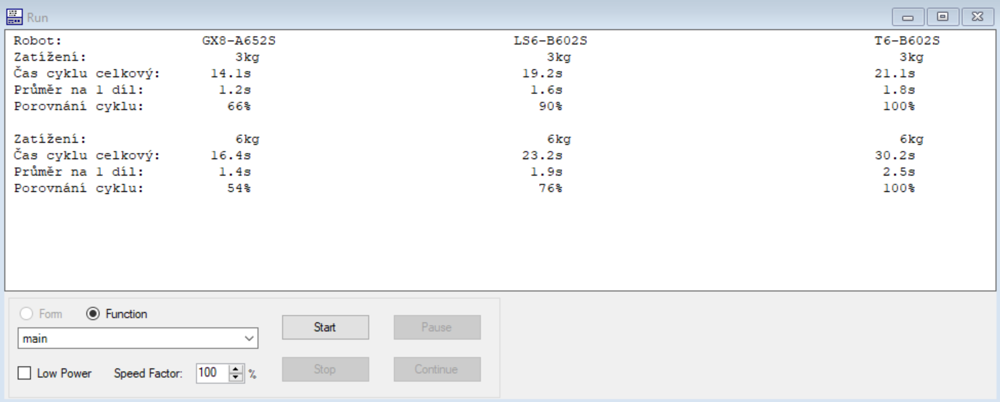 Run
Robot: GX8-A652S LS6-B602S T6-B602S
Zatížení: 3kg 3kg 3kg
Čas cyklu celkový: 14.1s 19.2s 21.1s
Průměr na 1 díl: 1.2s 1.6s 1.8s
Porovnání cyklu: 66% 90% 100%
Zatížení: 6kg 6kg 6kg
Čas cyklu celkový: 16.4s 23.2s 30.2s
Průměr na 1 díl: 1.4s 1.9s 2.5s
Porovnání cyklu: 54% 76% 100%
Form Function
main
Start Pause
Low Power Speed Factor: 100 %
Stop Continue